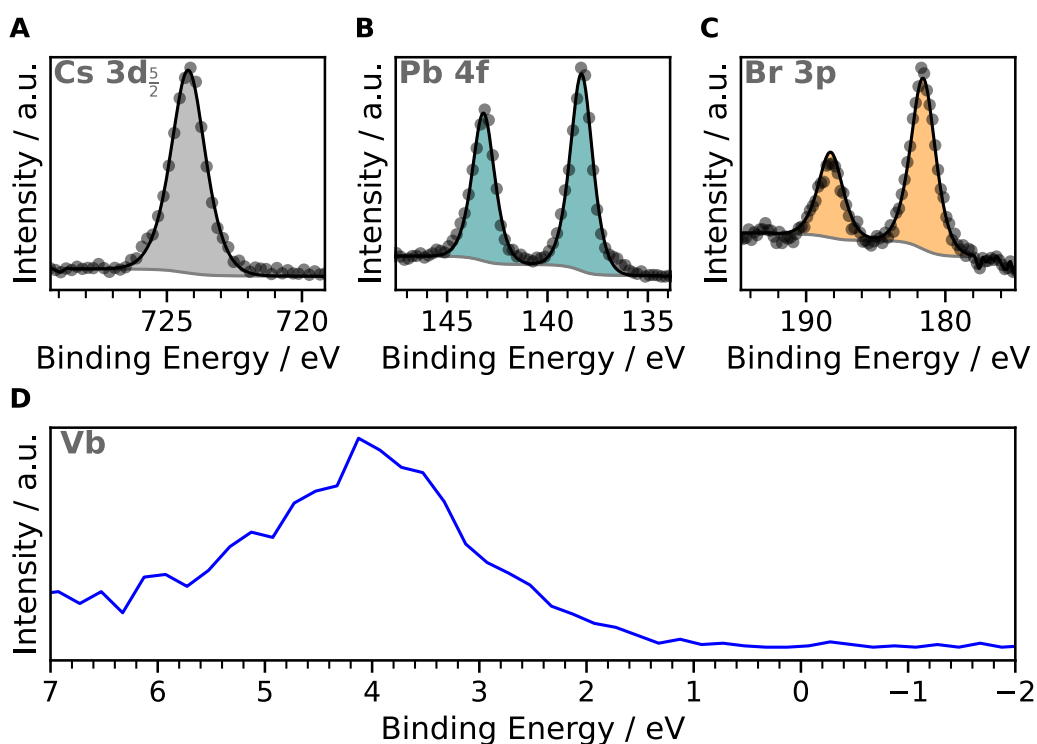 A
B
C
Cs 3d 5/2
Pb 4f
Br 3p
Intensity / a.u.
Intensity / a.u.
Intensity / a.u.
725 720
145 140 135
190 180
Binding Energy / eV
Binding Energy / eV
Binding Energy / eV
D
Vb
Intensity / a.u.
7 6 5 4 3 2 1 0 −1 −2
Binding Energy / eV